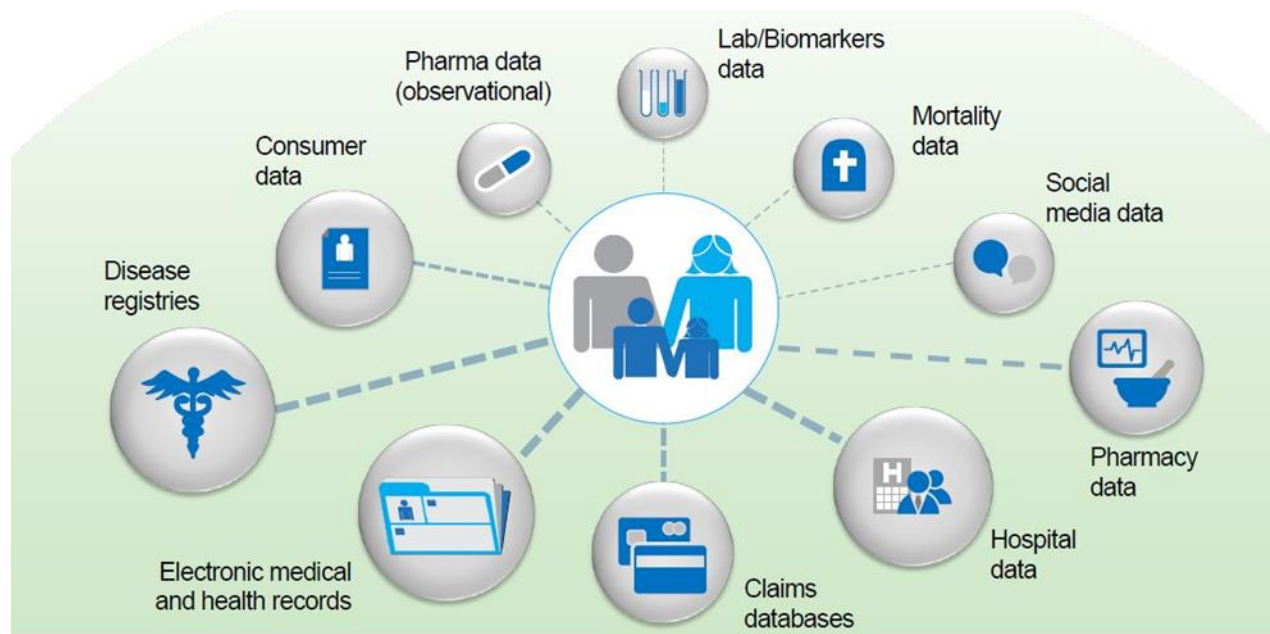 Lab/Biomarkers
data
Pharma data
(observational)
Mortality
data
Consumer
data
Social
media data
Disease
registries
H
Pharmacy
data
Hospital
data
Electronic medical
and health records
Claims
databases